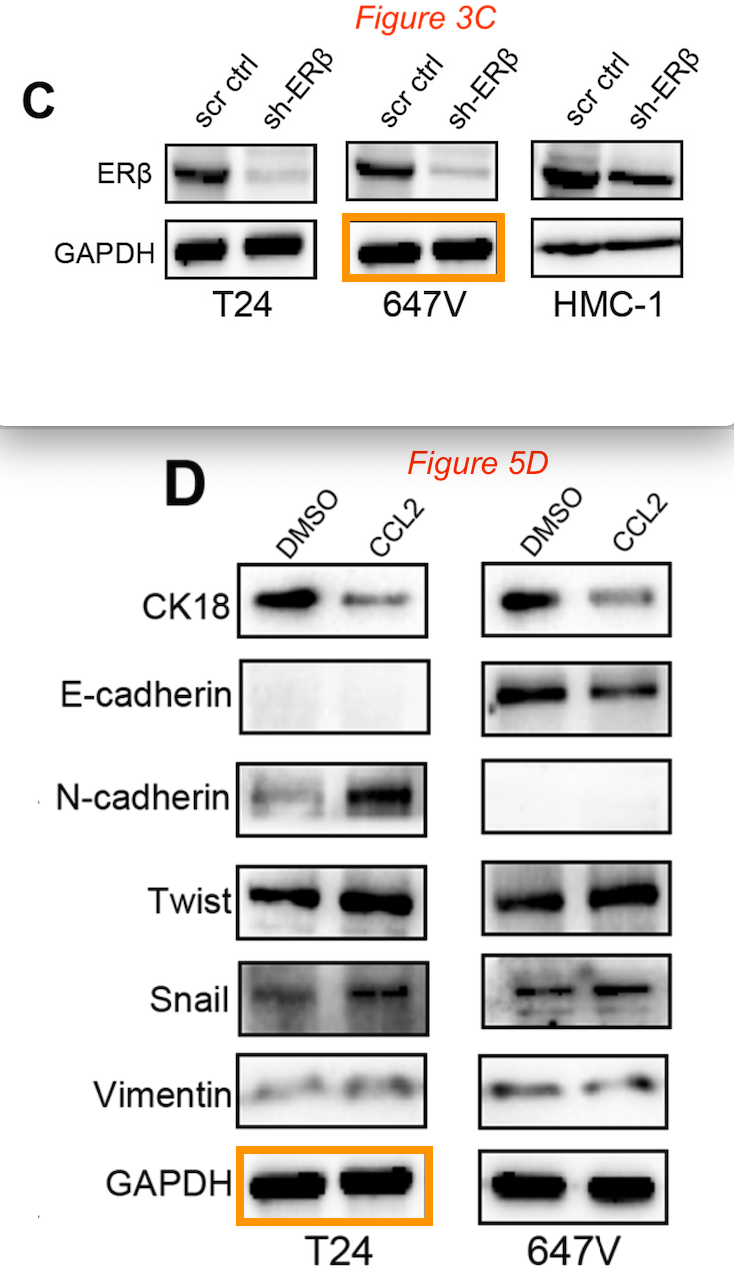 Figure 3C
C
scr ctrl
sh-ERβ
scr ctrl
sh-ERβ
scr ctrl
sh-ERβ
ERβ
GAPDH
T24
647V
HMC-1
Figure 5D
D
DMSO
CCL2
DMSO
CCL2
CK18
E-cadherin
N-cadherin
Twist
Snail
Vimentin
GAPDH
T24
647V